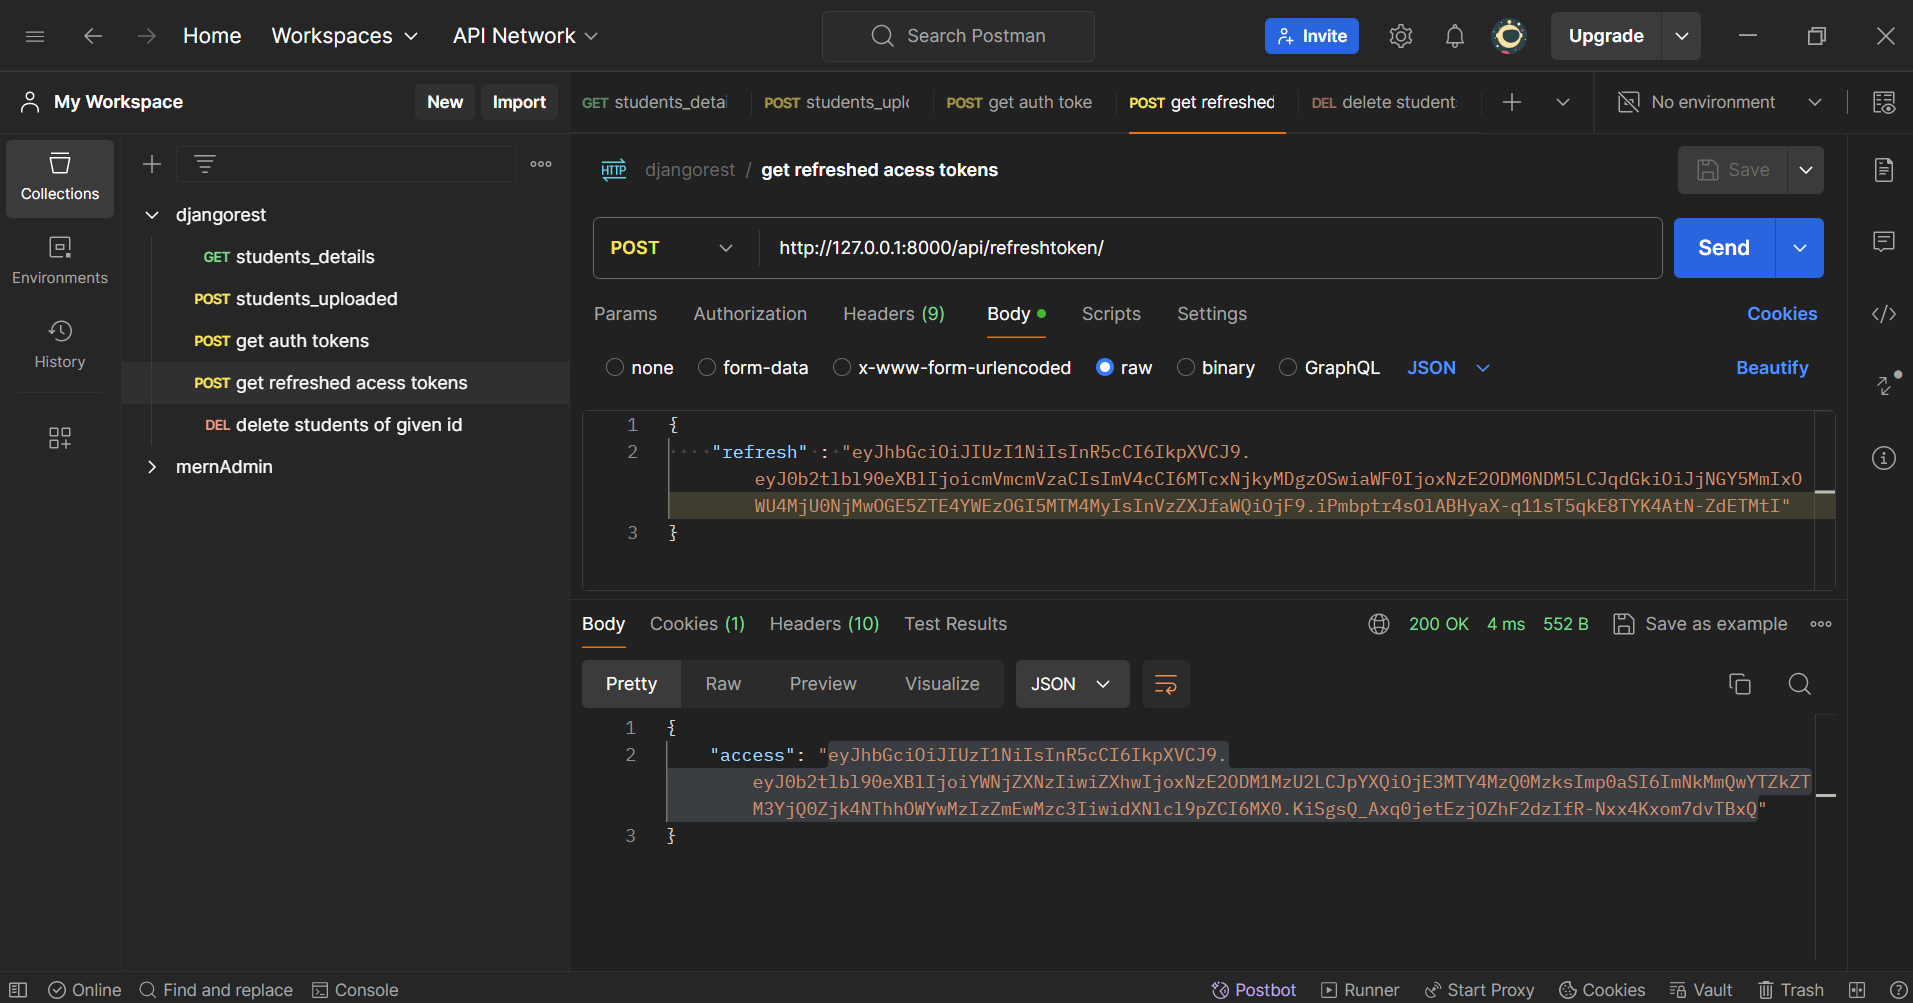 Home Workspaces API Network Search Postman Invite Upgrade
My Workspace New Import
GET students_detai POST students_uplo POST get auth toke POST get refreshed DEL delete student No environment
Collections
Environments
History
djangorest
GET students_details
POST students_uploaded
POST get auth tokens
POST get refreshed acess tokens
DEL delete students of given id
mernAdmin
HTTP djangorest / get refreshed acess tokens Save
POST http://127.0.0.1:8000/api/refreshtoken/ Send
Params Authorization Headers (9) Body Scripts Settings Cookies
none form-data x-www-form-urlencoded raw binary GraphQL JSON Beautify
1 {
2 "refresh" : "eyJhbGciOiJIUzI1NiIsInR5cCI6IkpXVCJ9.
eyJ0b2tlbl90eXBlIjoicmVmcmVzaCIsImV4cCI6MTcxNjkyMDgzOSwiaWF0IjoxNzE2ODM0NDM5LCJqdGkiOiJjNGY5MmIxO
WU4MjU0NjMwOGE5ZTE4YWEzOGI5MTM4MyIsInVzZXJfaWQiOjF9.iPmbptr4sOlABHyaX-q11sT5qkE8TYK4AtN-ZdETMtI"
3 }
Body Cookies (1) Headers (10) Test Results 200 OK 4 ms 552 B Save as example
Pretty Raw Preview Visualize JSON
1 {
2 "access": "eyJhbGciOiJIUzI1NiIsInR5cCI6IkpXVCJ9.
eyJ0b2tlbl90eXBlIjoiYWNjZXNzIiwiZXhwIjoxNzE2ODM1MzU2LCJpYXQiOjE3MTY4MzQ0MzksImp0aSI6ImNkMmQwYTZkZT
M3YjQ0Zjk4NThhOWYwMzIzZmEwMzc3IiwidXNlcl9pZCI6MX0.KiSgsQ_Axq0jetEzjOZhF2dzIfR-Nxx4Kxom7dvTBxQ"
3 }
Online Find and replace Console Postbot Runner Start Proxy Cookies Vault Trash